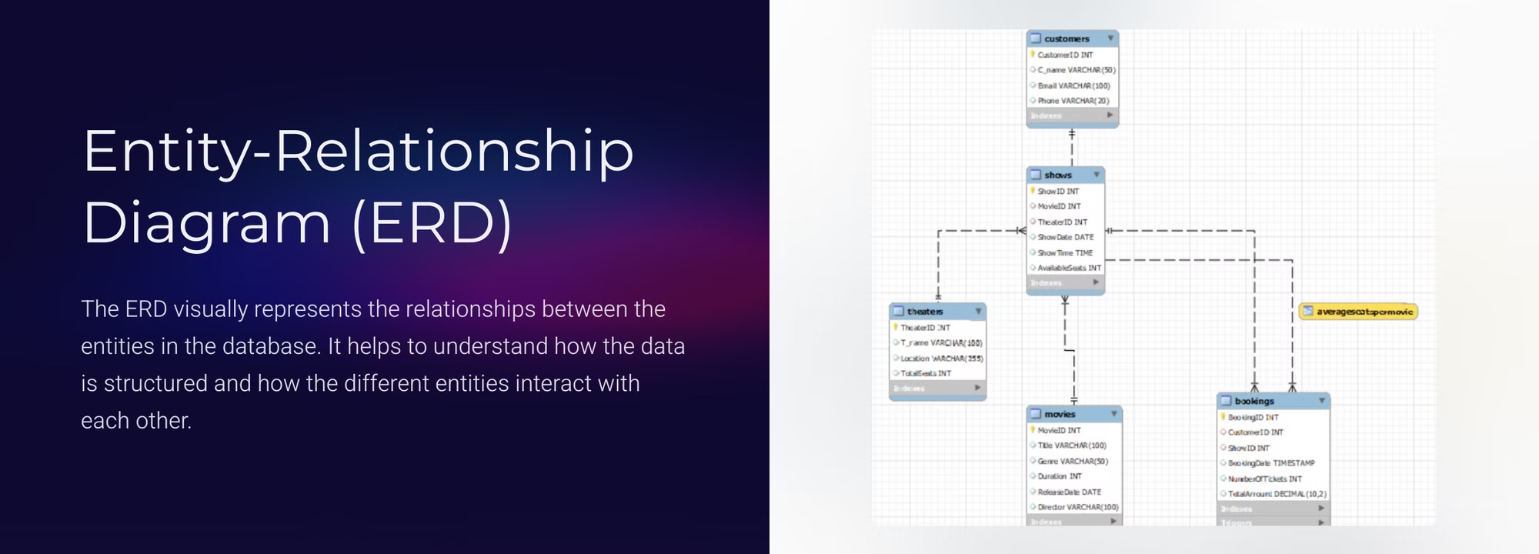 Entity-Relationship
Diagram (ERD)
The ERD visually represents the relationships between the
entities in the database. It helps to understand how the data
is structured and how the different entities interact with
each other.
customers
CustomerID INT
C_name VARCHAR(50)
Email VARCHAR(100)
Phone VARCHAR(20)
Indexes
shows
ShowID INT
MovieID INT
TheaterID INT
ShowDate DATE
ShowTime TIME
AvailableSeats INT
Indexes
theaters
TheaterID INT
T_name VARCHAR(100)
Location VARCHAR(255)
TotalSeats INT
Indexes
averageseatspermovie
movies
MovieID INT
Title VARCHAR(100)
Genre VARCHAR(50)
Duration INT
ReleaseDate DATE
Director VARCHAR(100)
Indexes
bookings
BookingID INT
CustomerID INT
ShowID INT
BookingDate TIMESTAMP
NumberOfTickets INT
TotalAmount DECIMAL(10,2)
Indexes
Triggers